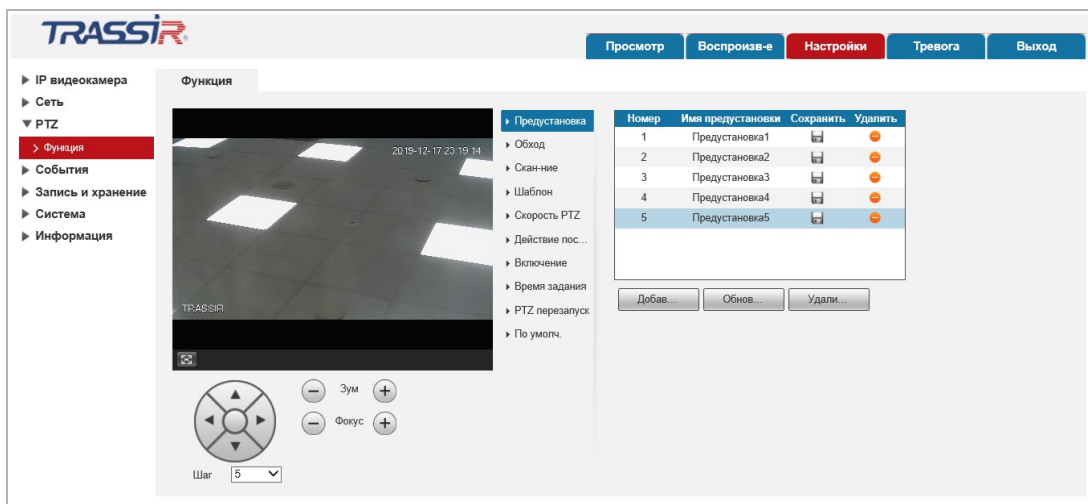 TRASSIR
Просмотр
Воспроизв-е
Настройки
Тревога
Выход
IP видеокамера
Сеть
PTZ
Функция
События
Запись и хранение
Система
Информация
Функция
2019-12-17 23:19:14
TRASSIR
Предустановка
Обход
Скан-ние
Шаблон
Скорость PTZ
Действие пос...
Включение
Время задания
PTZ перезапуск
По умолч.
Номер Имя предустановки Сохранить Удалить
1 Предустановка1
2 Предустановка2
3 Предустановка3
4 Предустановка4
5 Предустановка5
Добав... Обнов... Удали...
Зум
Фокус
Шаг 5